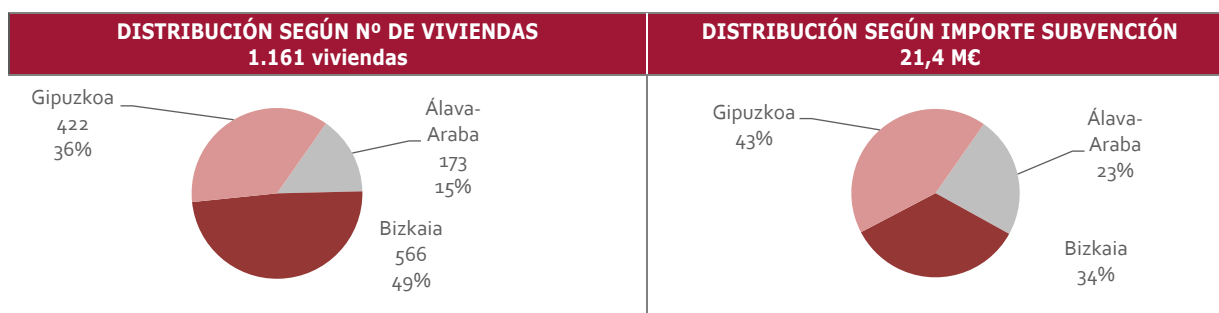 DISTRIBUCIÓN SEGÚN Nº DE VIVIENDAS
1.161 viviendas
Gipuzkoa
422
36%
Álava-
Araba
173
15%
Bizkaia
566
49%
DISTRIBUCIÓN SEGÚN IMPORTE SUBVENCIÓN
21,4 M€
Gipuzkoa
43%
Álava-
Araba
23%
Bizkaia
34%